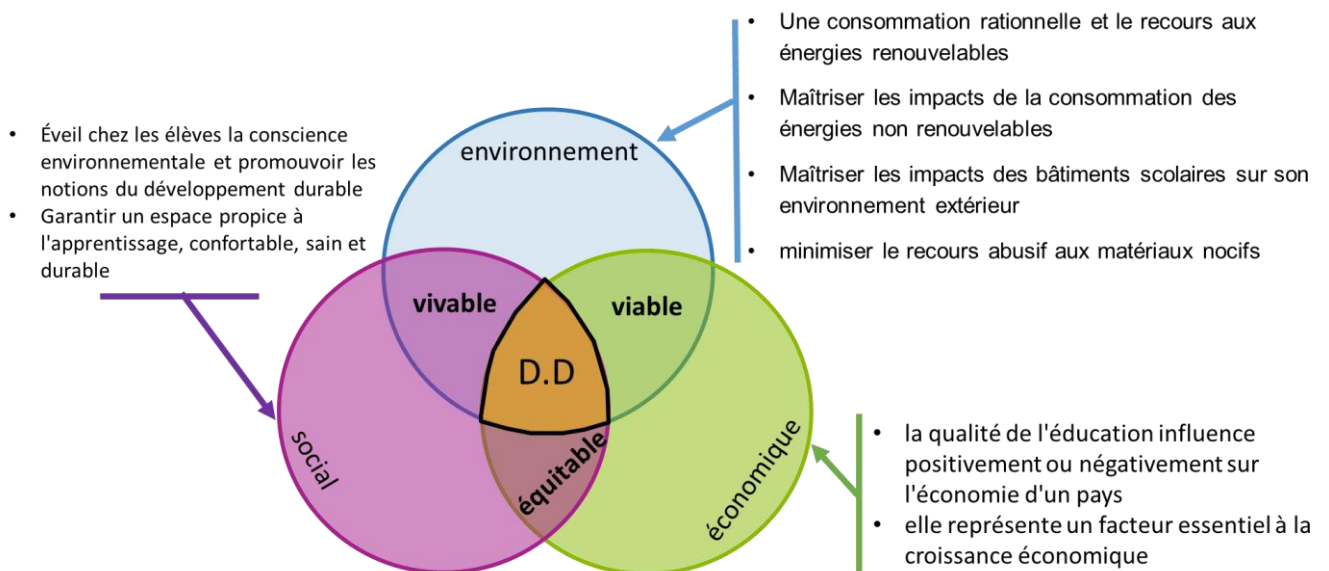 • Une consommation rationnelle et le recours aux
énergies renouvelables
• Maîtriser les impacts de la consommation des
énergies non renouvelables
• Maîtriser les impacts des bâtiments scolaires sur son
environnement extérieur
• minimiser le recours abusif aux matériaux nocifs
• Éveil chez les élèves la conscience
environnementale et promouvoir les
notions du développement durable
• Garantir un espace propice à
l'apprentissage, confortable, sain et
durable
environnement
vivable
viable
D.D
social
équitable
économique
• la qualité de l'éducation influence
positivement ou négativement sur
l'économie d'un pays
• elle représente un facteur essentiel à la
croissance économique